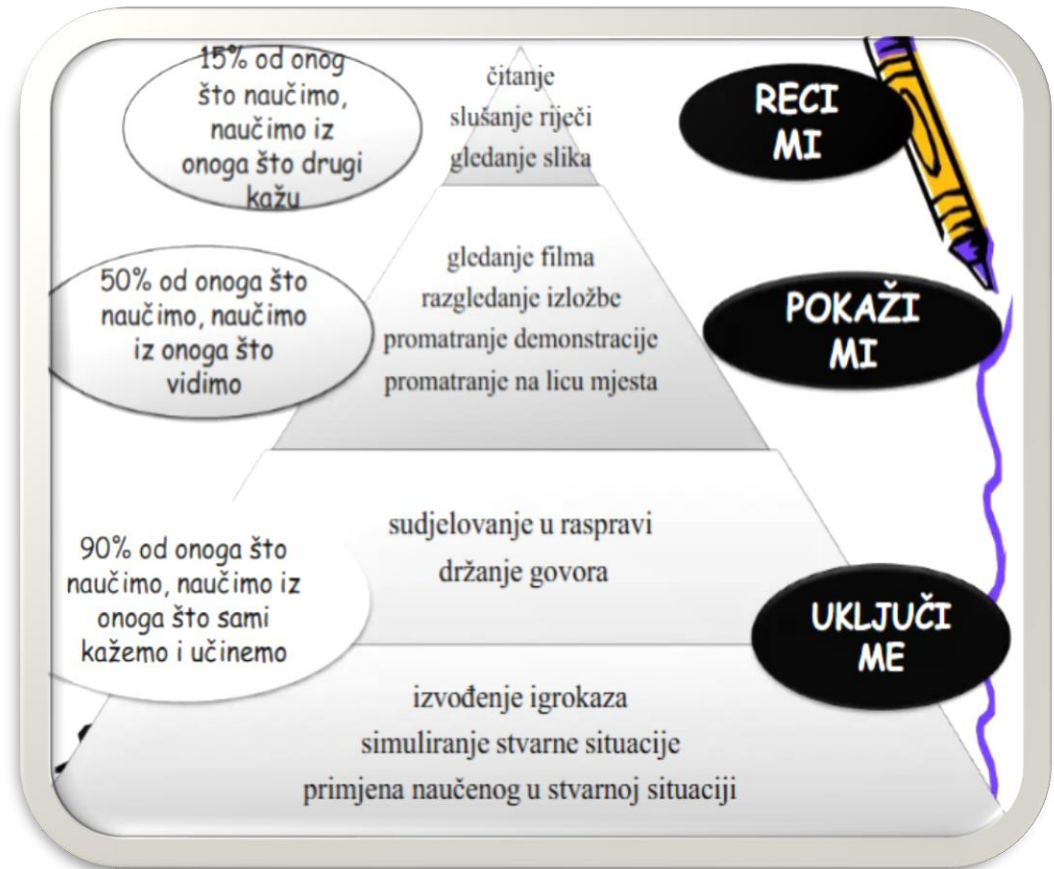 15% od onog
što naučimo,
naučimo iz
onoga što drugi
kažu
čitanje
slušanje riječi
gledanje slika
RECI
MI
50% od onoga što
naučimo, naučimo
iz onoga što
vidimo
gledanje filma
razgledanje izložbe
promatranje demonstracije
promatranje na licu mjesta
POKAŽI
MI
90% od onoga što
naučimo, naučimo iz
onoga što sami
kažemo i učinemo
sudjelovanje u raspravi
držanje govora
UKLJUČI
ME
izvođenje igrokaza
simuliranje stvarne situacije
primjena naučenog u stvarnoj situaciji